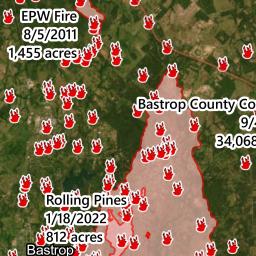 EPW Fire
8/5/2011
1,455 acres
Bastrop County Co
9/
34,068
Rolling Pines
1/18/2022
812 acres
Bastrop